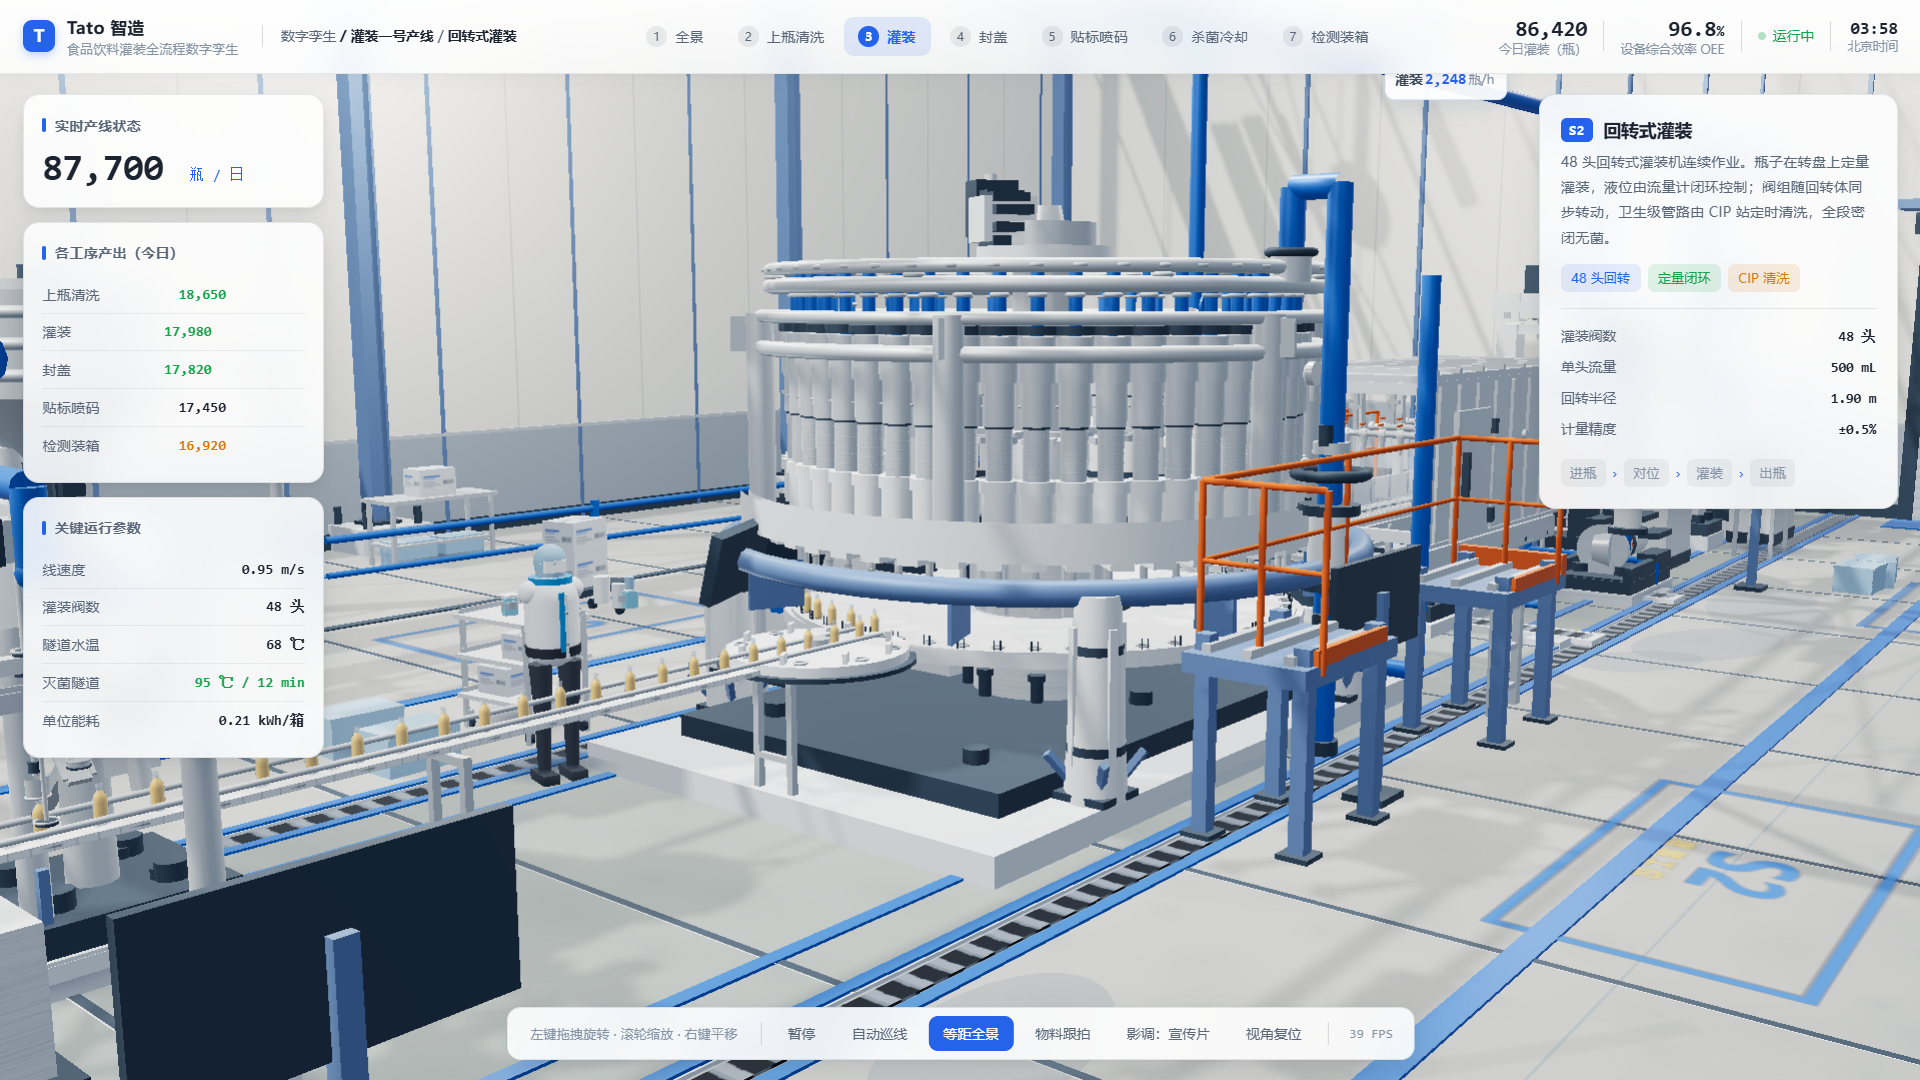 T
Tato 智造
食品饮料灌装全流程数字孪生
数字孪生 / 灌装一号产线 / 回转式灌装
1 全景
2 上瓶清洗
3 灌装
4 封盖
5 贴标喷码
6 杀菌冷却
7 检测装箱
86,420
今日灌装（瓶）
96.8%
设备综合效率 OEE
运行中
03:58
北京时间
灌装 2,248 瓶/h
实时产线状态
87,700 瓶 / 日
各工序产出（今日）
上瓶清洗 18,650
灌装 17,980
封盖 17,820
贴标喷码 17,450
检测装箱 16,920
关键运行参数
线速度 0.95 m/s
灌装阀数 48 头
隧道水温 68 ℃
灭菌隧道 95 ℃ / 12 min
单位能耗 0.21 kWh/箱
S2 回转式灌装
48 头回转式灌装机连续作业。瓶子在转盘上定量
灌装，液位由流量计闭环控制；阀组随回转体同
步转动，卫生级管路由 CIP 站定时清洗，全段密
闭无菌。
48 头回转
定量闭环
CIP 清洗
灌装阀数 48 头
单头流量 500 mL
回转半径 1.90 m
计量精度 ±0.5%
进瓶 › 对位 › 灌装 › 出瓶
S2
左键拖拽旋转 · 滚轮缩放 · 右键平移
暂停
自动巡线
等距全景
物料跟拍
影调：宣传片
视角复位
39 FPS